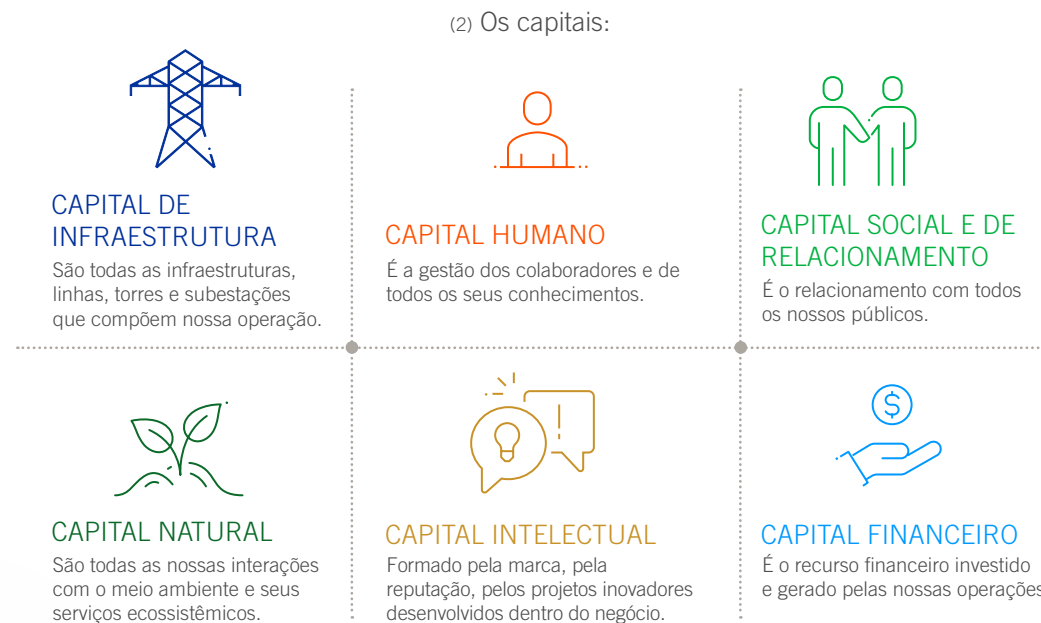 (2) Os capitais:
CAPITAL DE
INFRAESTRUTURA
São todas as infraestruturas,
linhas, torres e subestações
que compõem nossa operação.
CAPITAL HUMANO
É a gestão dos colaboradores e de
todos os seus conhecimentos.
CAPITAL SOCIAL E DE
RELACIONAMENTO
É o relacionamento com todos
os nossos públicos.
CAPITAL NATURAL
São todas as nossas interações
com o meio ambiente e seus
serviços ecossistêmicos.
CAPITAL INTELECTUAL
Formado pela marca, pela
reputação, pelos projetos inovadores
desenvolvidos dentro do negócio.
$
CAPITAL FINANCEIRO
É o recurso financeiro investido
e gerado pelas nossas operações